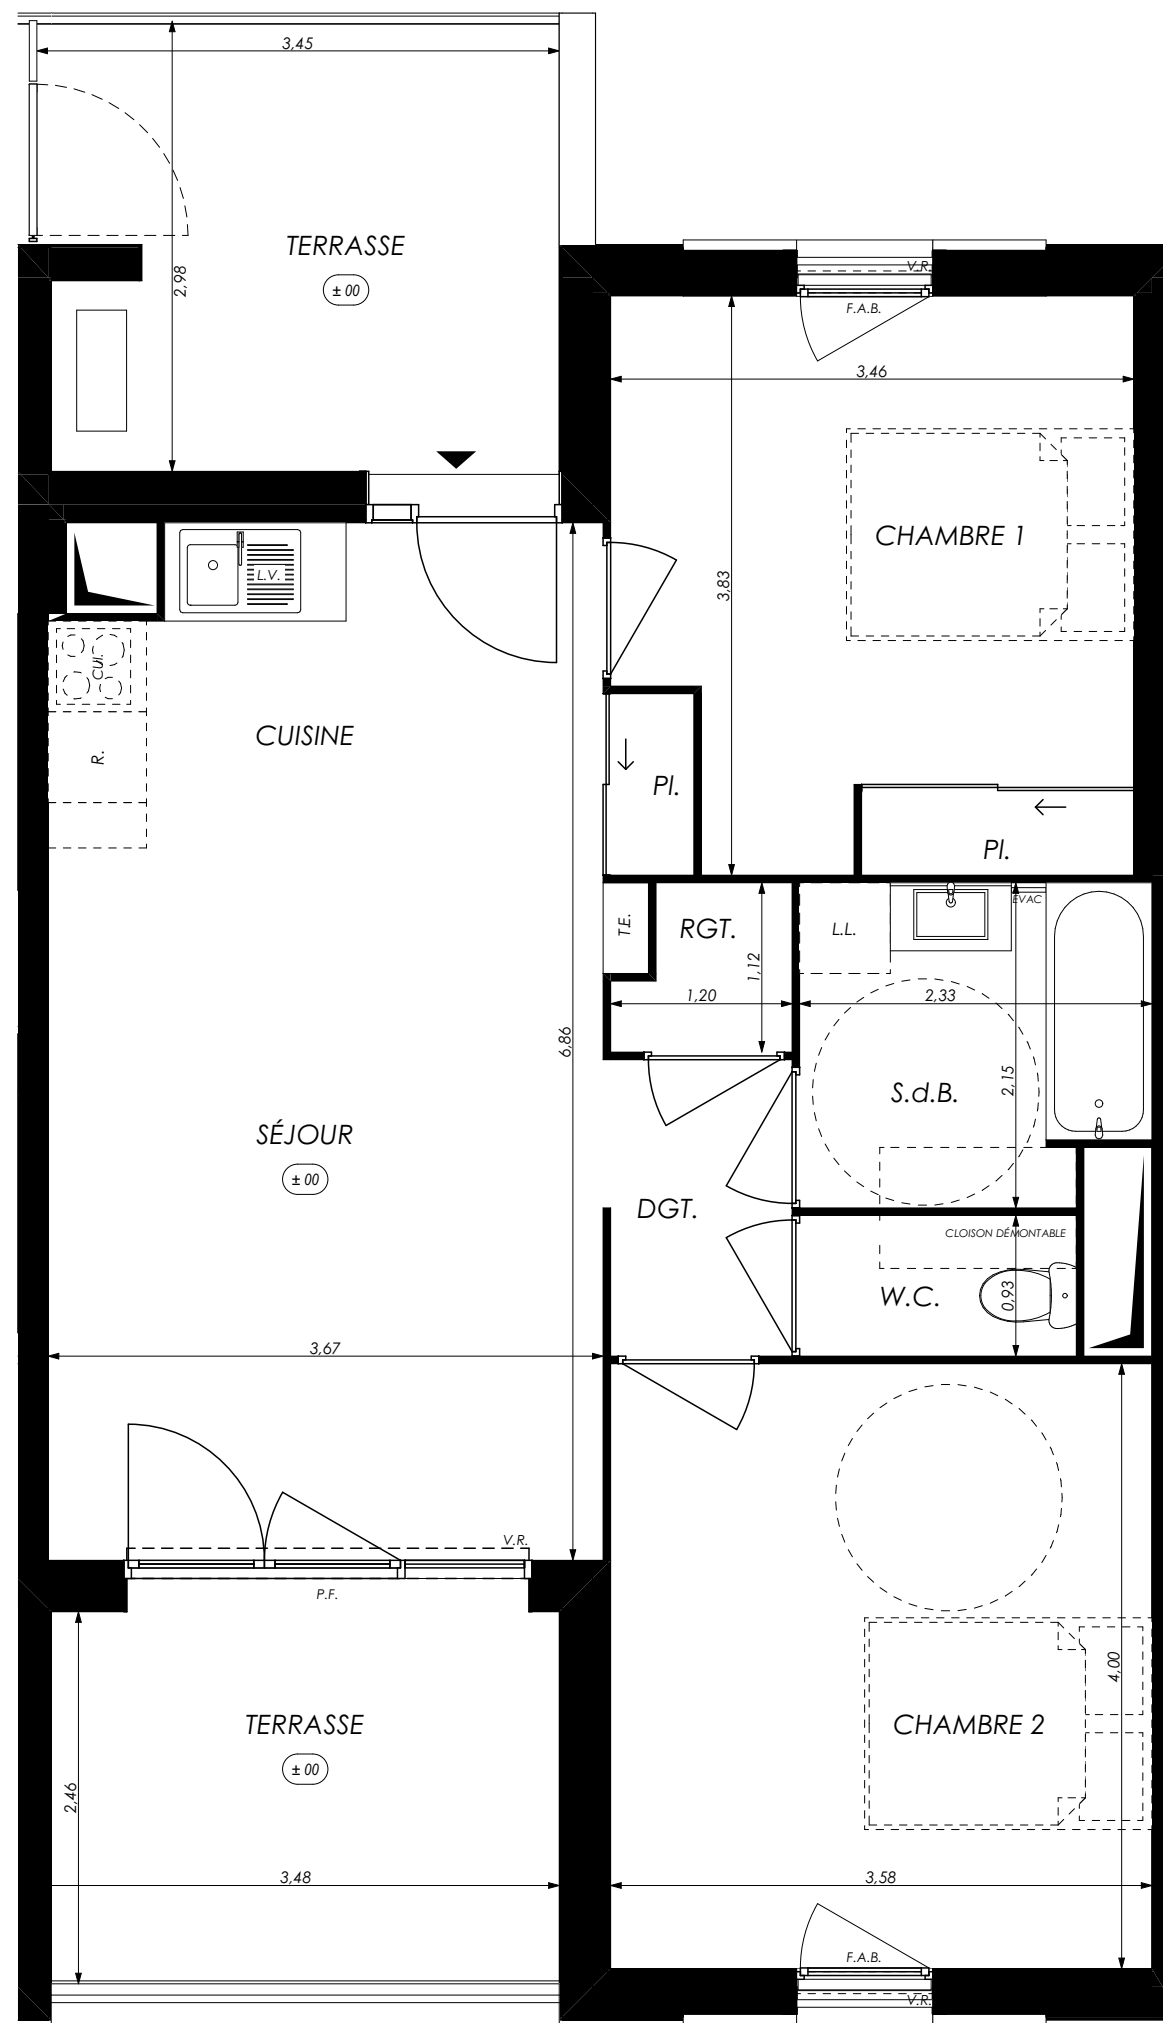 3,45
TERRASSE
± 00
2,98
V.R.
F.A.B.
3,46
CHAMBRE 1
3,83
L.V.
CUI.
R.
CUISINE
Pl.
Pl.
T.E.
RGT.
1,12
1,20
L.L.
EVAC
2,33
S.d.B.
2,15
6,86
SÉJOUR
± 00
DGT.
CLOISON DÉMONTABLE
W.C.
0,93
3,67
V.R.
P.F.
TERRASSE
± 00
2,46
3,48
CHAMBRE 2
4,00
3,58
F.A.B.
V.R.